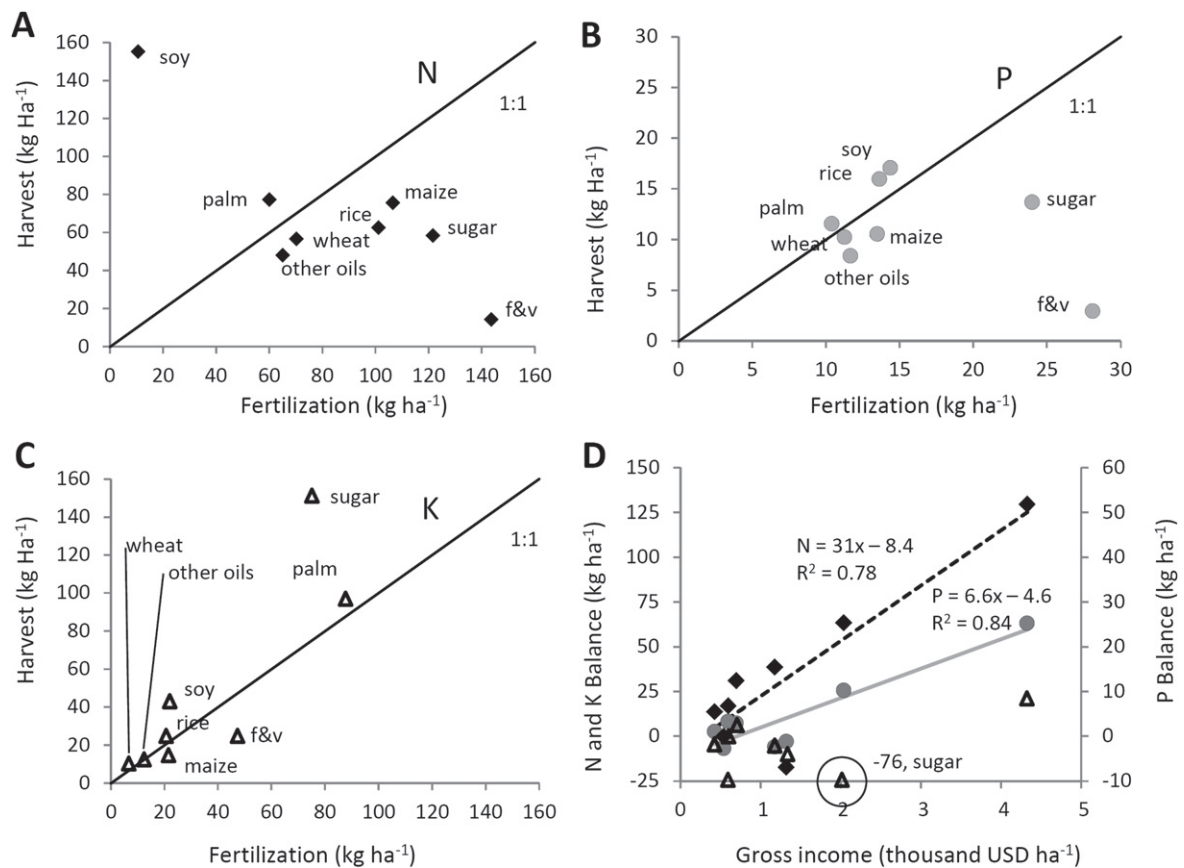 A
N
1:1
soy
palm
maize
rice
wheat
sugar
other oils
f&v
Harvest (kg Ha⁻¹)
160
140
120
100
80
60
40
20
0
0 20 40 60 80 100 120 140 160
Fertilization (kg ha⁻¹)
B
P
1:1
soy
rice
palm
sugar
wheat
maize
other oils
f&v
Harvest (kg Ha⁻¹)
30
25
20
15
10
5
0
0 5 10 15 20 25 30
Fertilization (kg ha⁻¹)
C
K
1:1
sugar
wheat
other oils
palm
soy
rice
f&v
maize
Harvest (kg Ha⁻¹)
160
140
120
100
80
60
40
20
0
0 20 40 60 80 100 120 140 160
Fertilization (kg ha⁻¹)
D
N = 31x – 8.4
R² = 0.78
P = 6.6x – 4.6
R² = 0.84
-76, sugar
N and K Balance (kg ha⁻¹)
150
125
100
75
50
25
0
-25
P Balance (kg ha⁻¹)
60
50
40
30
20
10
0
-10
0 1 2 3 4 5
Gross income (thousand USD ha⁻¹)